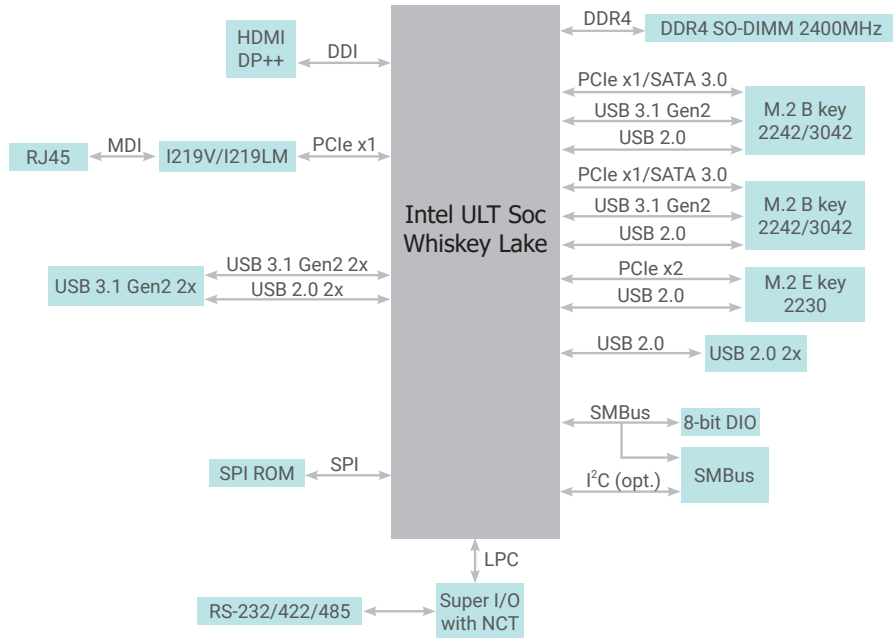 HDMI
DP++
DDI
DDR4
DDR4 SO-DIMM 2400MHz
PCIe x1/SATA 3.0
USB 3.1 Gen2
USB 2.0
M.2 B key
2242/3042
RJ45
MDI
I219V/I219LM
PCIe x1
PCIe x1/SATA 3.0
USB 3.1 Gen2
USB 2.0
M.2 B key
2242/3042
Intel ULT Soc
Whiskey Lake
USB 3.1 Gen2 2x
USB 3.1 Gen2 2x
USB 2.0 2x
PCIe x2
USB 2.0
M.2 E key
2230
USB 2.0
USB 2.0 2x
SMBus
8-bit DIO
SMBus
I²C (opt.)
SPI ROM
SPI
LPC
RS-232/422/485
Super I/O
with NCT